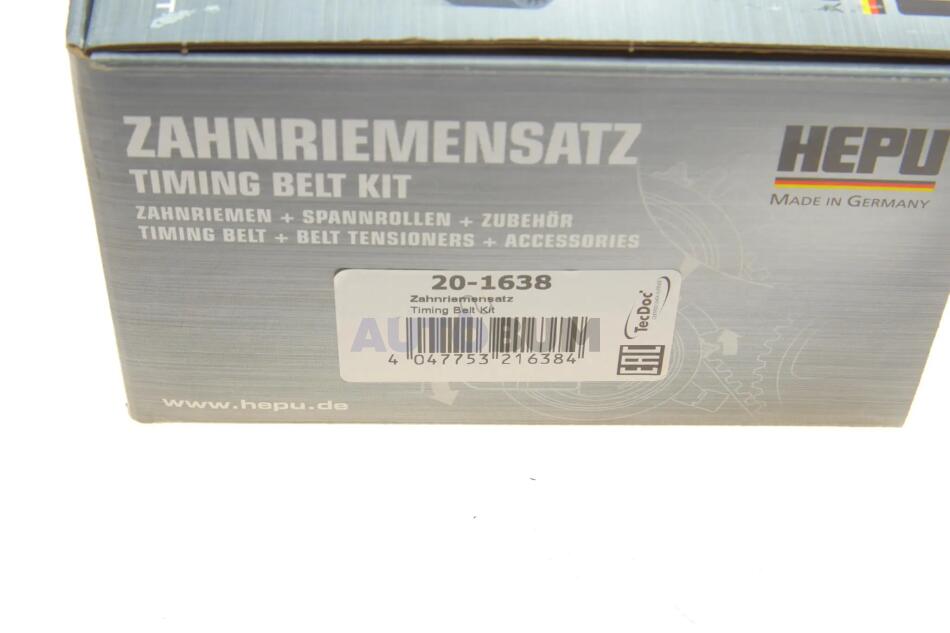 T
ZAHNRIEMENSATZ
TIMING BELT KIT
ZAHNRIEMEN + SPANNROLLEN + ZUBEHÖR
TIMING BELT + BELT TENSIONERS + ACCESSORIES
HEPU
MADE IN GERMANY
20-1638
Zahnriemensatz
Timing Belt Kit
AUTOBUM
4 047753 216384
TecDoc
EAC
www.hepu.de